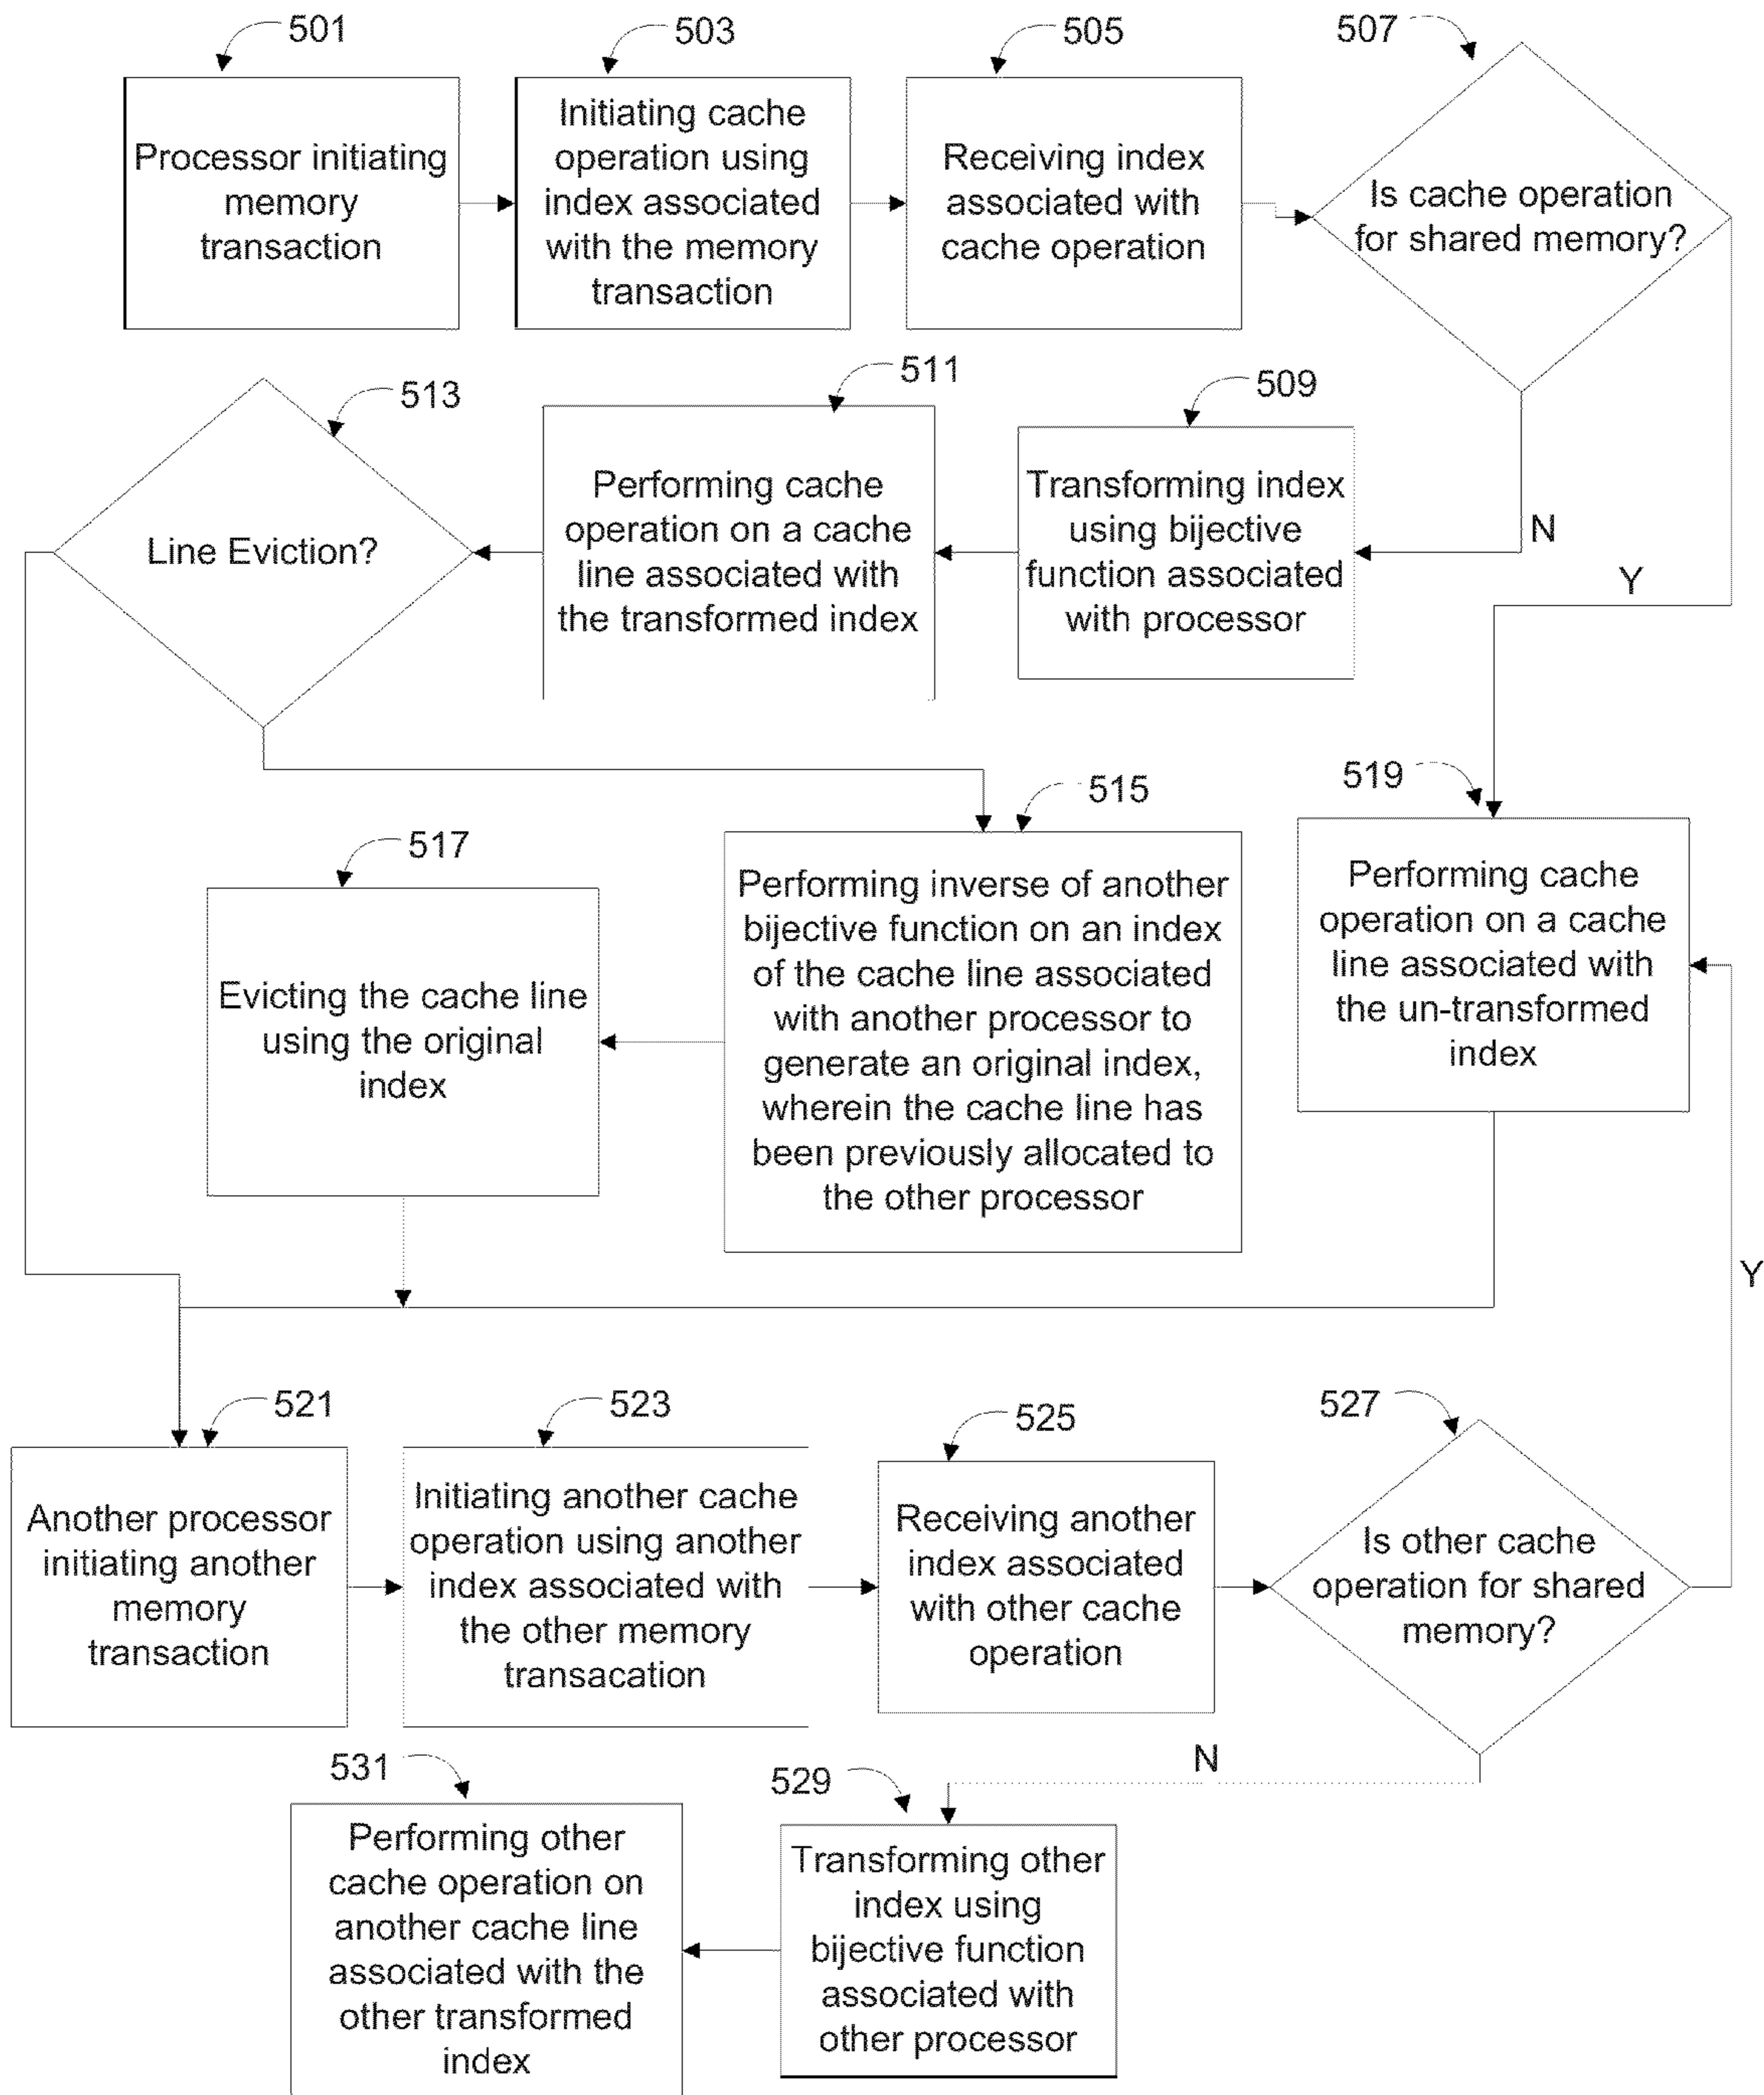 501
Processor initiating
memory
transaction
503
Initiating cache
operation using
index associated
with the memory
transaction
505
Receiving index
associated with
cache operation
507
Is cache operation
for shared memory?
N
Y
509
Transforming index
using bijective
function associated
with processor
511
Performing cache
operation on a cache
line associated with
the transformed index
513
Line Eviction?
515
Performing inverse of another
bijective function on an index
of the cache line associated
with another processor to
generate an original index,
wherein the cache line has
been previously allocated to
the other processor
517
Evicting the cache line
using the original
index
519
Performing cache
operation on a cache
line associated with
the un-transformed
index
Y
521
Another processor
initiating another
memory
transaction
523
Initiating another cache
operation using another
index associated with
the other memory
transacation
525
Receiving another
index associated
with other cache
operation
527
Is other cache
operation for shared
memory?
N
529
Transforming other
index using
bijective function
associated with
other processor
531
Performing other
cache operation on
another cache line
associated with the
other transformed
index